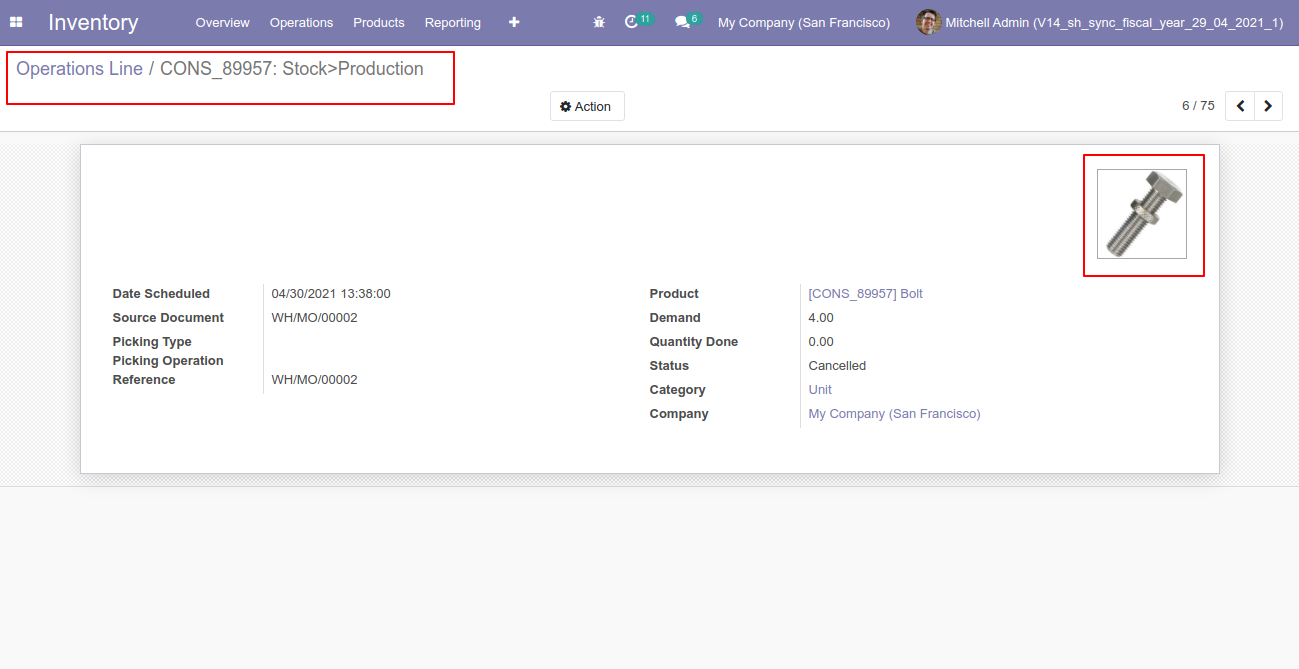 Inventory Overview Operations Products Reporting 11 6 My Company (San Francisco) Mitchell Admin (V14_sh_sync_fiscal_year_29_04_2021_1)
Operations Line / CONS_89957: Stock>Production
Action 6 / 75
Date Scheduled 04/30/2021 13:38:00
Source Document WH/MO/00002
Picking Type
Picking Operation
Reference WH/MO/00002
Product [CONS_89957] Bolt
Demand 4.00
Quantity Done 0.00
Status Cancelled
Category Unit
Company My Company (San Francisco)